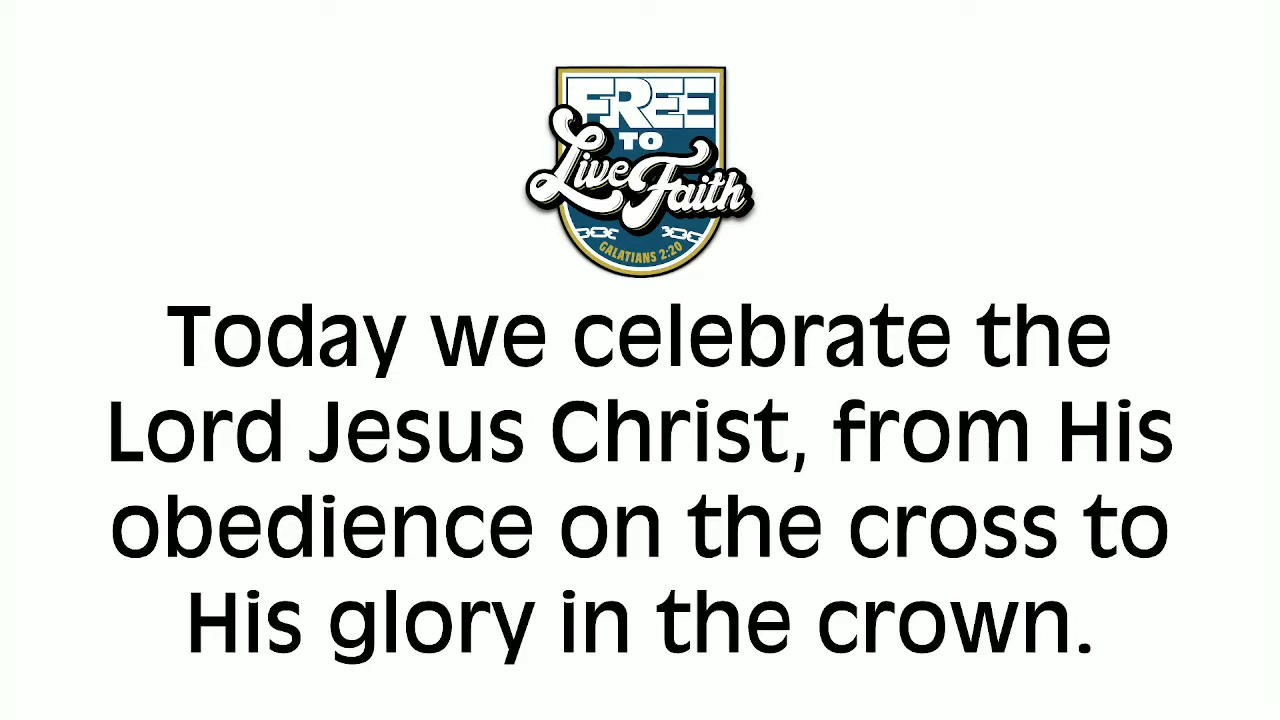 FREE
TO
Live Faith
GALATIANS 2:20
Today we celebrate the
Lord Jesus Christ, from His
obedience on the cross to
His glory in the crown.